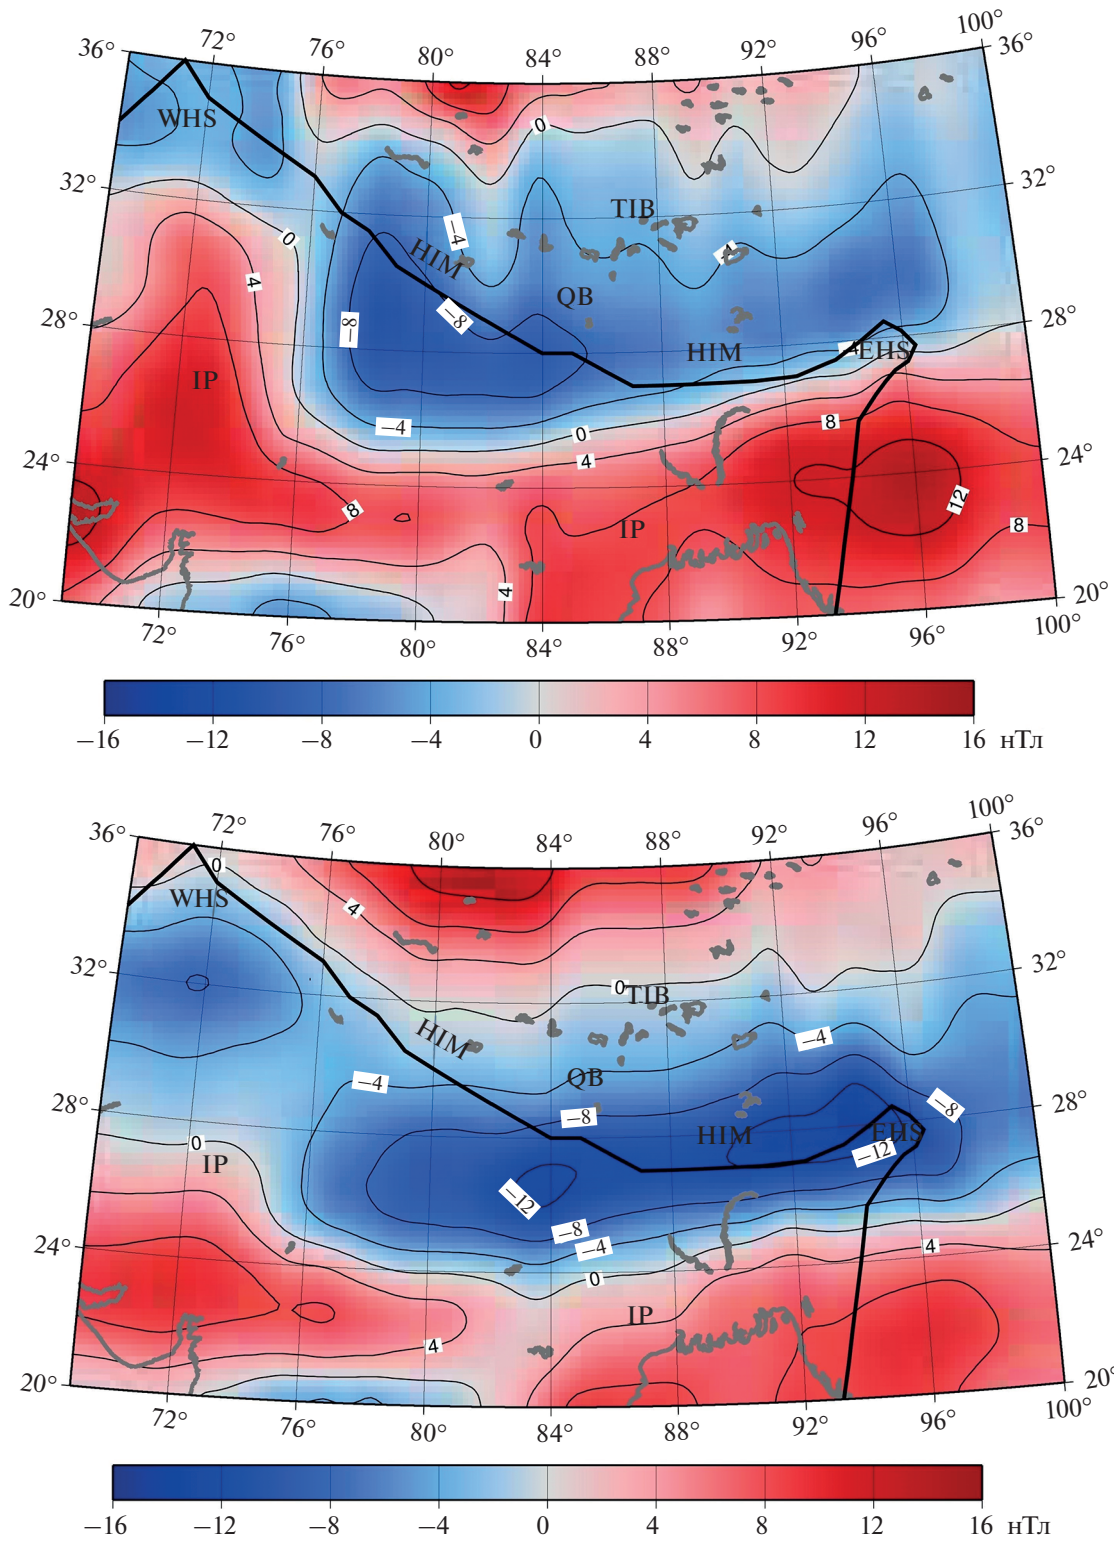 36° 72° 76° 80° 84° 88° 92° 96° 100° 36°
WHS
0
32° 32°
TIB
0 −4 −4
4 HIM
QB
28° −8 −8 28°
HIM −4 EHS
IP
−4 0 8
24° 4 24°
12
8 IP 8
4
20° 20°
72° 76° 80° 84° 88° 92° 96° 100°
−16 −12 −8 −4 0 4 8 12 16 нТл
36° 72° 76° 80° 84° 88° 92° 96° 100° 36°
0
WHS
4
32° 32°
0 TIB
HIM −4
−4 QB
28° −8 −8 28°
HIM EHS
0
IP −12
−12
−8
24° −4 4 24°
0
IP
4
20° 20°
72° 76° 80° 84° 88° 92° 96° 100°
−16 −12 −8 −4 0 4 8 12 16 нТл